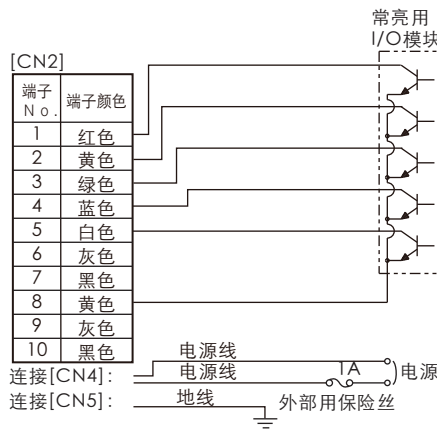 常亮用
I/O模块
[CN2]
端子 No. 端子颜色
1 红色
2 黄色
3 绿色
4 蓝色
5 白色
6 灰色
7 黑色
8 黄色
9 灰色
10 黑色
连接[CN4]: 电源线
电源线 1A 电源
连接[CN5]: 地线 外部用保险丝